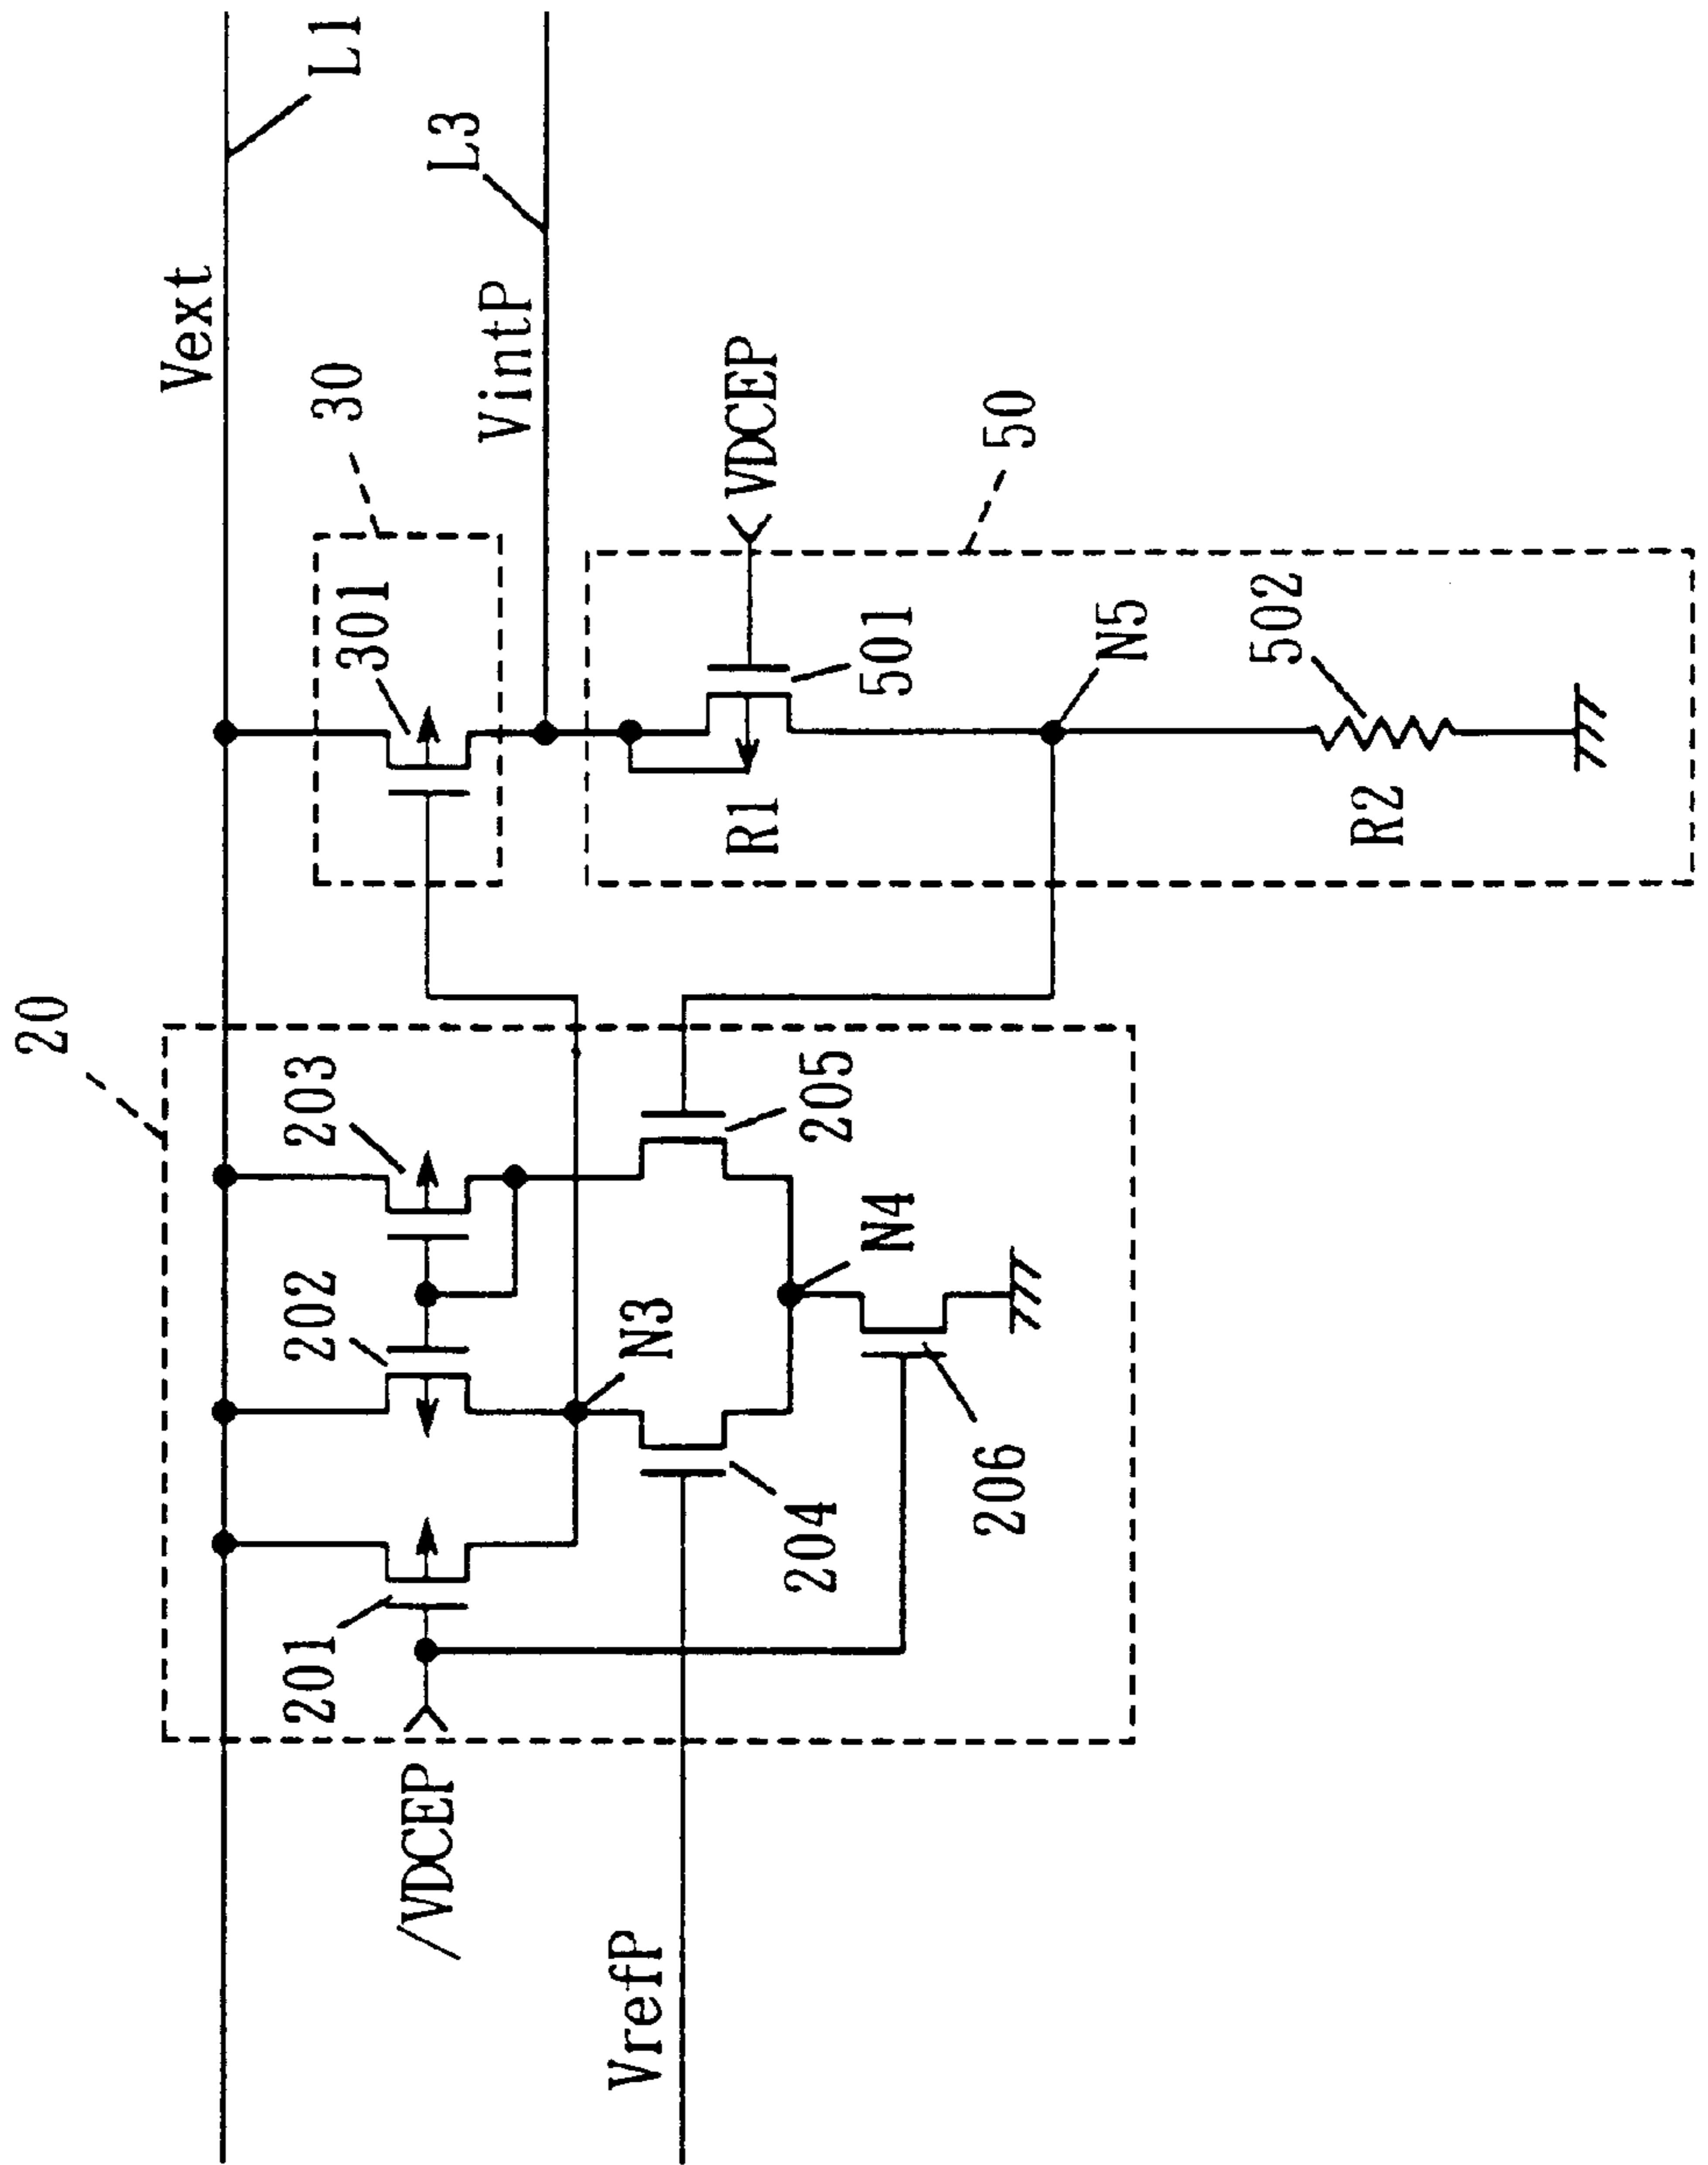 20
Vext
L1
30
301
VintP
L3
201
202
203
/VDCEP
N3
VrefP
204
205
N4
206
VDCEP
R1
501
50
N5
502
R2